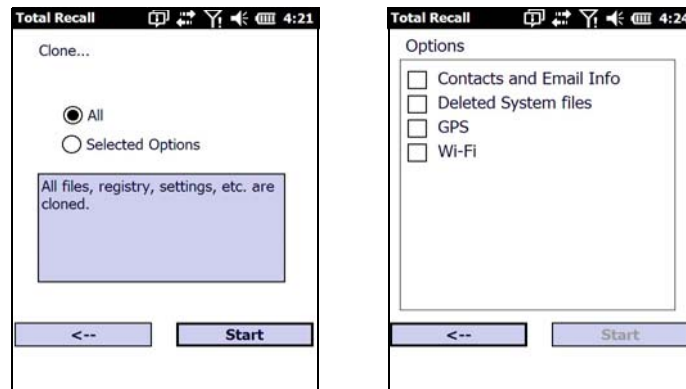 Total Recall 4:21
Clone...
All
Selected Options
All files, registry, settings, etc. are
cloned.
<-- Start
Total Recall 4:24
Options
Contacts and Email Info
Deleted System files
GPS
Wi-Fi
<-- Start